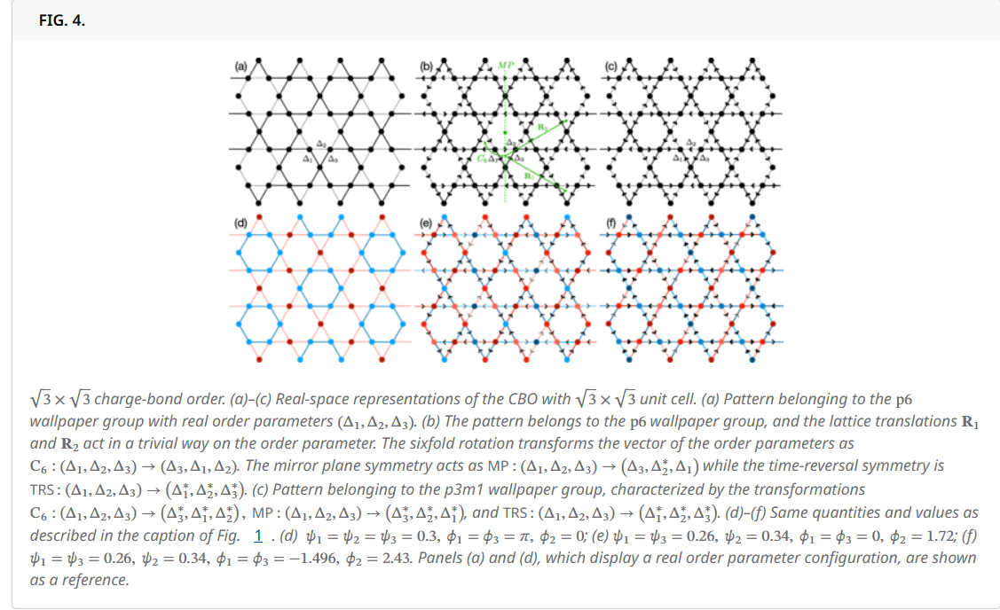 FIG. 4.
(a) (b) MP (c)
R₂
Δ₂ Δ₂ Δ₂
Δ₁ Δ₃ C₆ Δ₁ Δ₃ Δ₁ Δ₃
R₁
(d) (e) (f)
√3 × √3 charge-bond order. (a)–(c) Real-space representations of the CBO with √3 × √3 unit cell. (a) Pattern belonging to the p6
wallpaper group with real order parameters (Δ₁, Δ₂, Δ₃). (b) The pattern belongs to the p6 wallpaper group, and the lattice translations R₁
and R₂ act in a trivial way on the order parameter. The sixfold rotation transforms the vector of the order parameters as
C₆ : (Δ₁, Δ₂, Δ₃) → (Δ₃, Δ₁, Δ₂). The mirror plane symmetry acts as MP : (Δ₁, Δ₂, Δ₃) → (Δ₃, Δ₂*, Δ₁) while the time-reversal symmetry is
TRS : (Δ₁, Δ₂, Δ₃) → (Δ₁*, Δ₂*, Δ₃*). (c) Pattern belonging to the p3m1 wallpaper group, characterized by the transformations
C₆ : (Δ₁, Δ₂, Δ₃) → (Δ₃*, Δ₁*, Δ₂*), MP : (Δ₁, Δ₂, Δ₃) → (Δ₃*, Δ₂*, Δ₁*), and TRS : (Δ₁, Δ₂, Δ₃) → (Δ₁*, Δ₂*, Δ₃*). (d)–(f) Same quantities and values as
described in the caption of Fig. 1 . (d) ψ₁ = ψ₂ = ψ₃ = 0.3, ϕ₁ = ϕ₃ = π, ϕ₂ = 0; (e) ψ₁ = ψ₃ = 0.26, ψ₂ = 0.34, ϕ₁ = ϕ₃ = 0, ϕ₂ = 1.72; (f)
ψ₁ = ψ₃ = 0.26, ψ₂ = 0.34, ϕ₁ = ϕ₃ = −1.496, ϕ₂ = 2.43. Panels (a) and (d), which display a real order parameter configuration, are shown
as a reference.